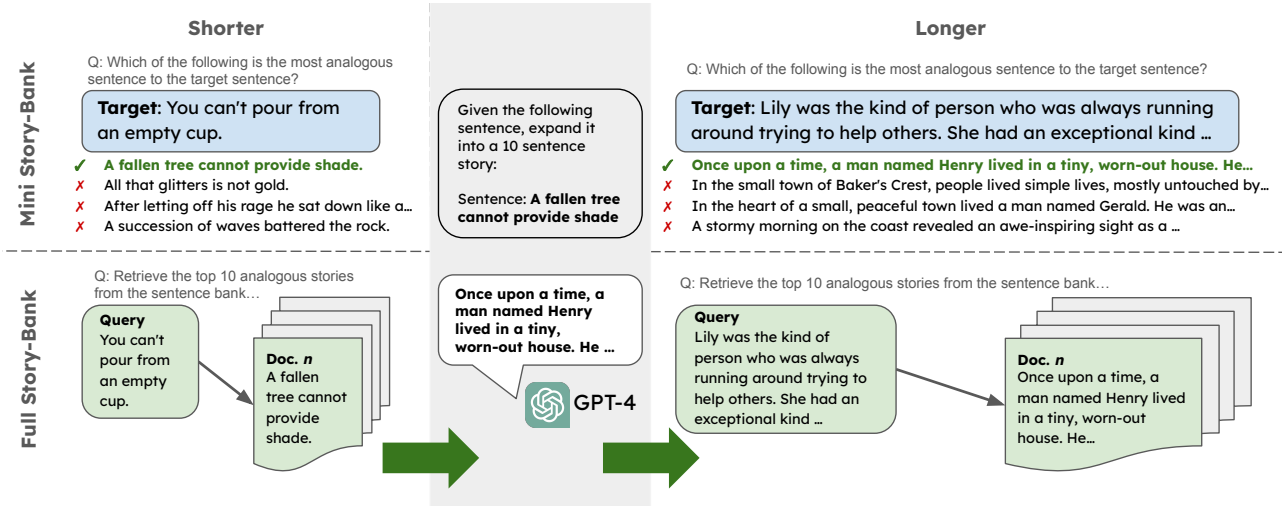 Shorter
Longer
Mini Story-Bank
Q: Which of the following is the most analogous
sentence to the target sentence?
Target: You can't pour from
an empty cup.
✓ A fallen tree cannot provide shade.
✗ All that glitters is not gold.
✗ After letting off his rage he sat down like a…
✗ A succession of waves battered the rock.
Given the following
sentence, expand it
into a 10 sentence
story:
Sentence: A fallen tree
cannot provide shade
Q: Which of the following is the most analogous sentence to the target sentence?
Target: Lily was the kind of person who was always running
around trying to help others. She had an exceptional kind ...
✓ Once upon a time, a man named Henry lived in a tiny, worn-out house. He...
✗ In the small town of Baker's Crest, people lived simple lives, mostly untouched by…
✗ In the heart of a small, peaceful town lived a man named Gerald. He was an…
✗ A stormy morning on the coast revealed an awe-inspiring sight as a …
Full Story-Bank
Q: Retrieve the top 10 analogous stories
from the sentence bank…
Query
You can't
pour from
an empty
cup.
Doc. n
A fallen
tree cannot
provide
shade.
Once upon a time, a
man named Henry
lived in a tiny,
worn-out house. He ...
GPT-4
Q: Retrieve the top 10 analogous stories from the sentence bank…
Query
Lily was the kind of
person who was always
running around trying to
help others. She had an
exceptional kind ...
Doc. n
Once upon a time, a
man named Henry lived
in a tiny, worn-out
house. He...